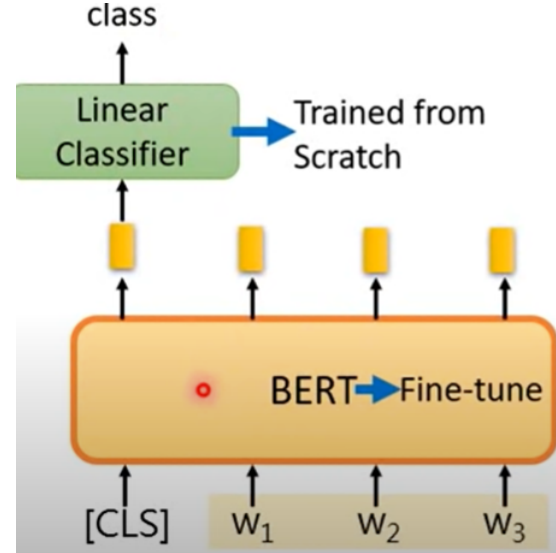 class
Linear
Classifier
Trained from
Scratch
BERT
Fine-tune
[CLS]
w₁
w₂
w₃